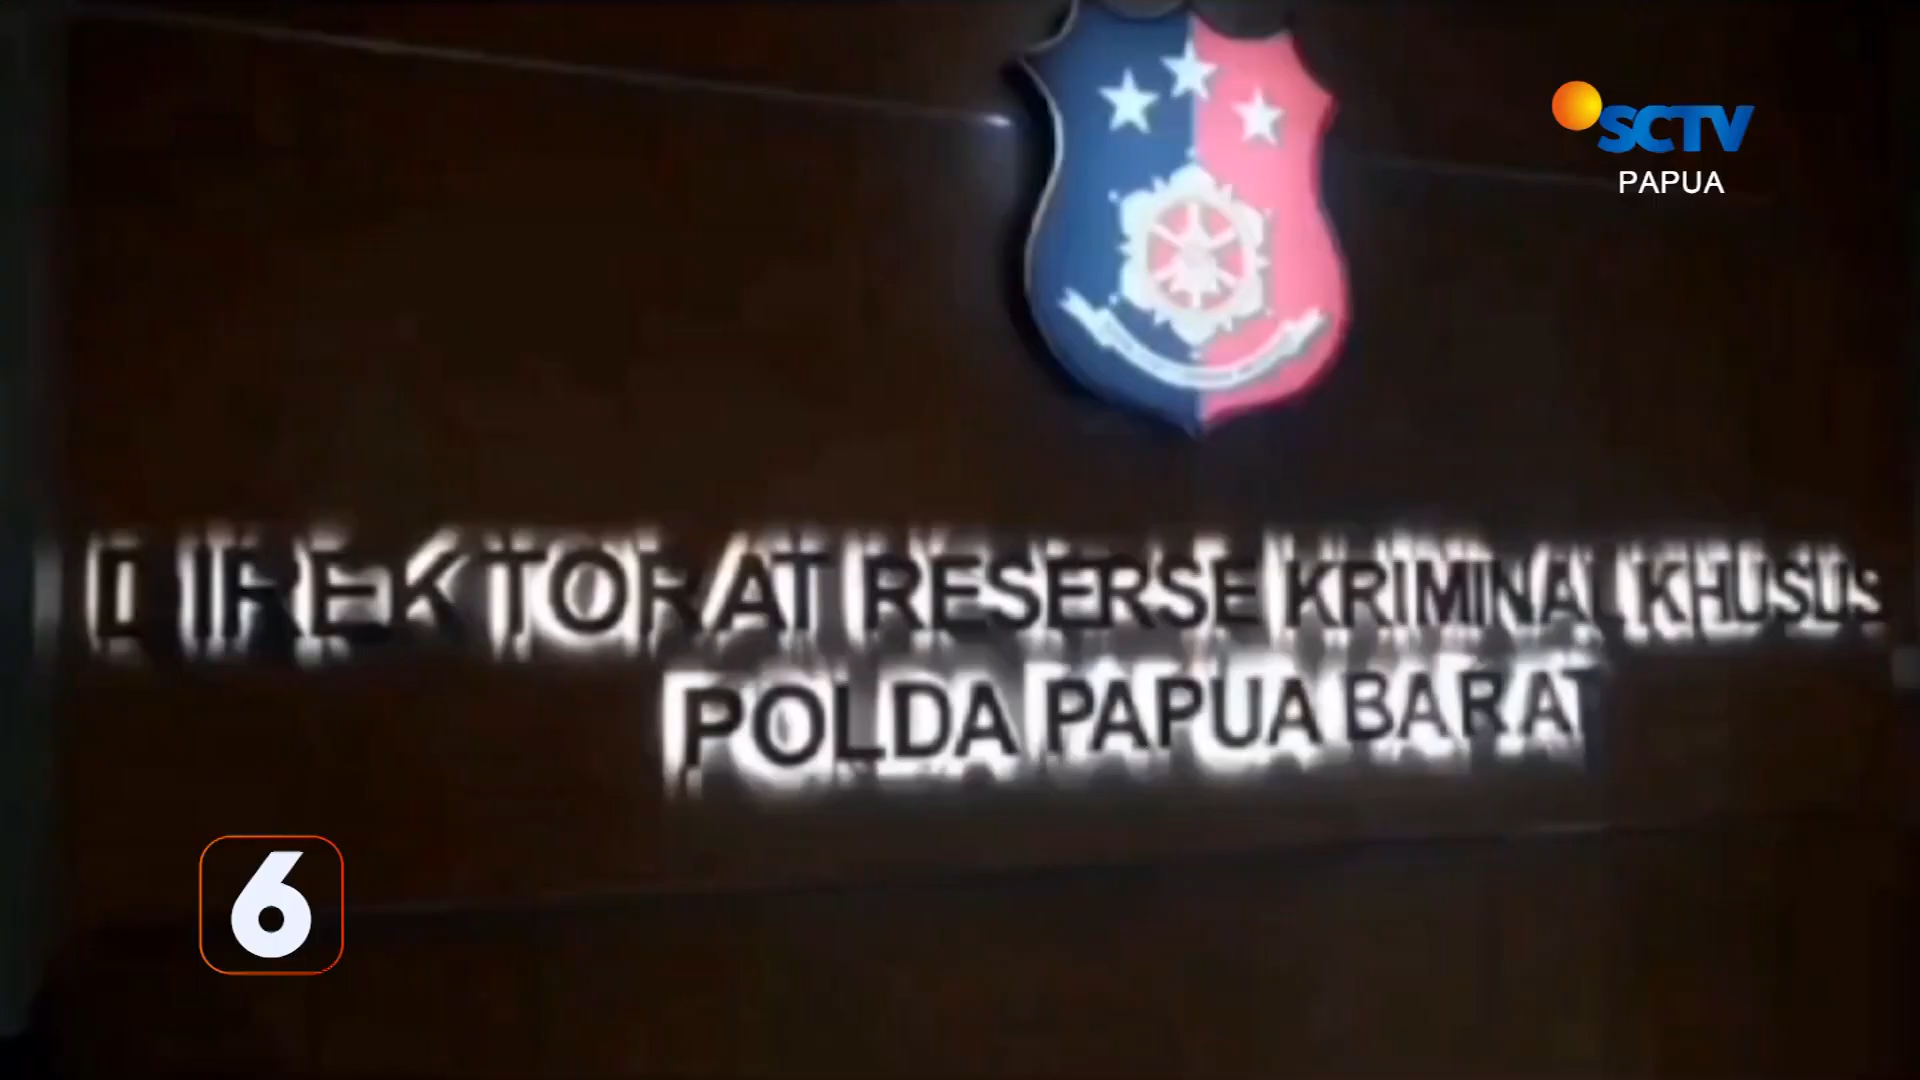 SCTV
PAPUA
DIREKTORAT RESERSE KRIMINAL KHUSUS
POLDA PAPUA BARAT
6